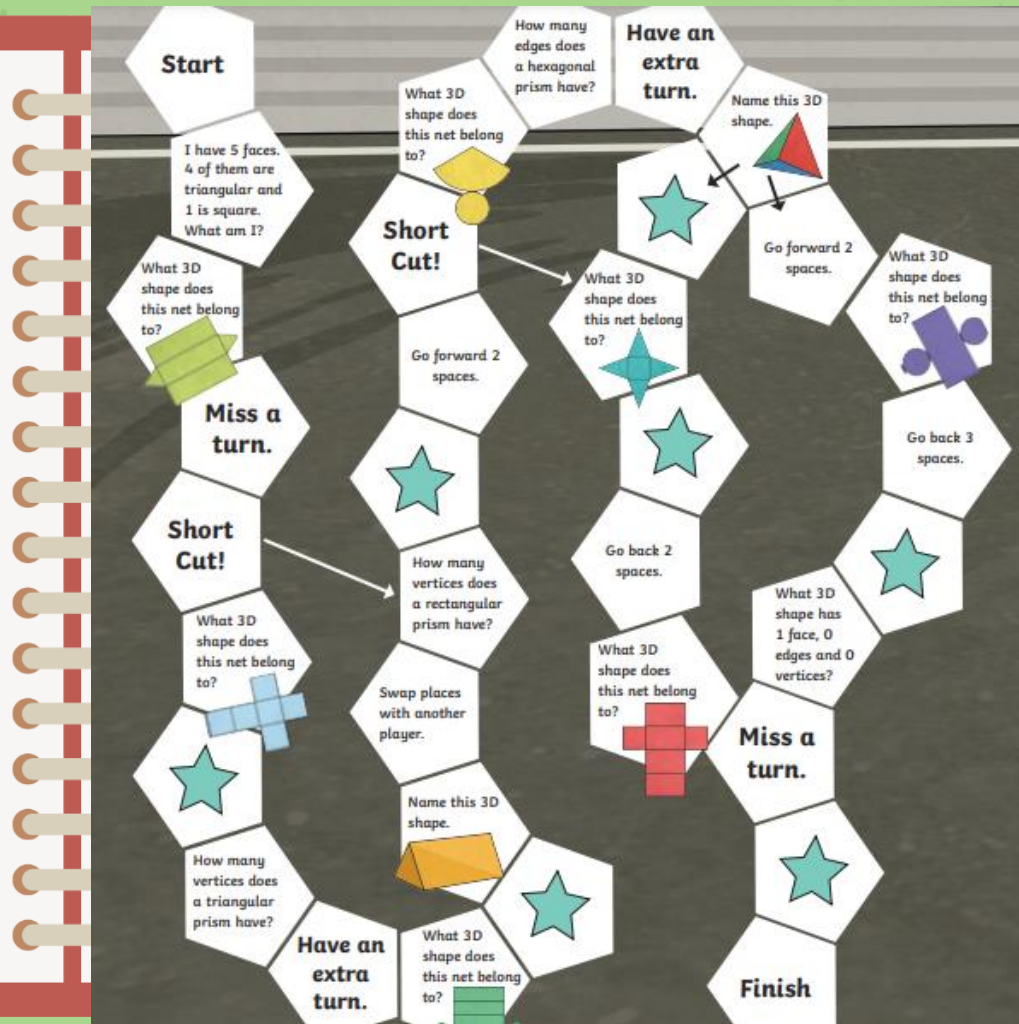 Start
I have 5 faces.
4 of them are
triangular and
1 is square.
What am I?
What 3D
shape does
this net belong
to?
Miss a
turn.
Short
Cut!
What 3D
shape does
this net belong
to?
How many
vertices does
a triangular
prism have?
Have an
extra
turn.
What 3D
shape does
this net belong
to?
Name this 3D
shape.
Swap places
with another
player.
How many
vertices does
a rectangular
prism have?
Go forward 2
spaces.
Short
Cut!
What 3D
shape does
this net belong
to?
How many
edges does
a hexagonal
prism have?
Have an
extra
turn.
Name this 3D
shape.
What 3D
shape does
this net belong
to?
Go back 2
spaces.
What 3D
shape does
this net belong
to?
Go forward 2
spaces.
What 3D
shape does
this net belong
to?
Go back 3
spaces.
What 3D
shape has
1 face, 0
edges and 0
vertices?
Miss a
turn.
Finish